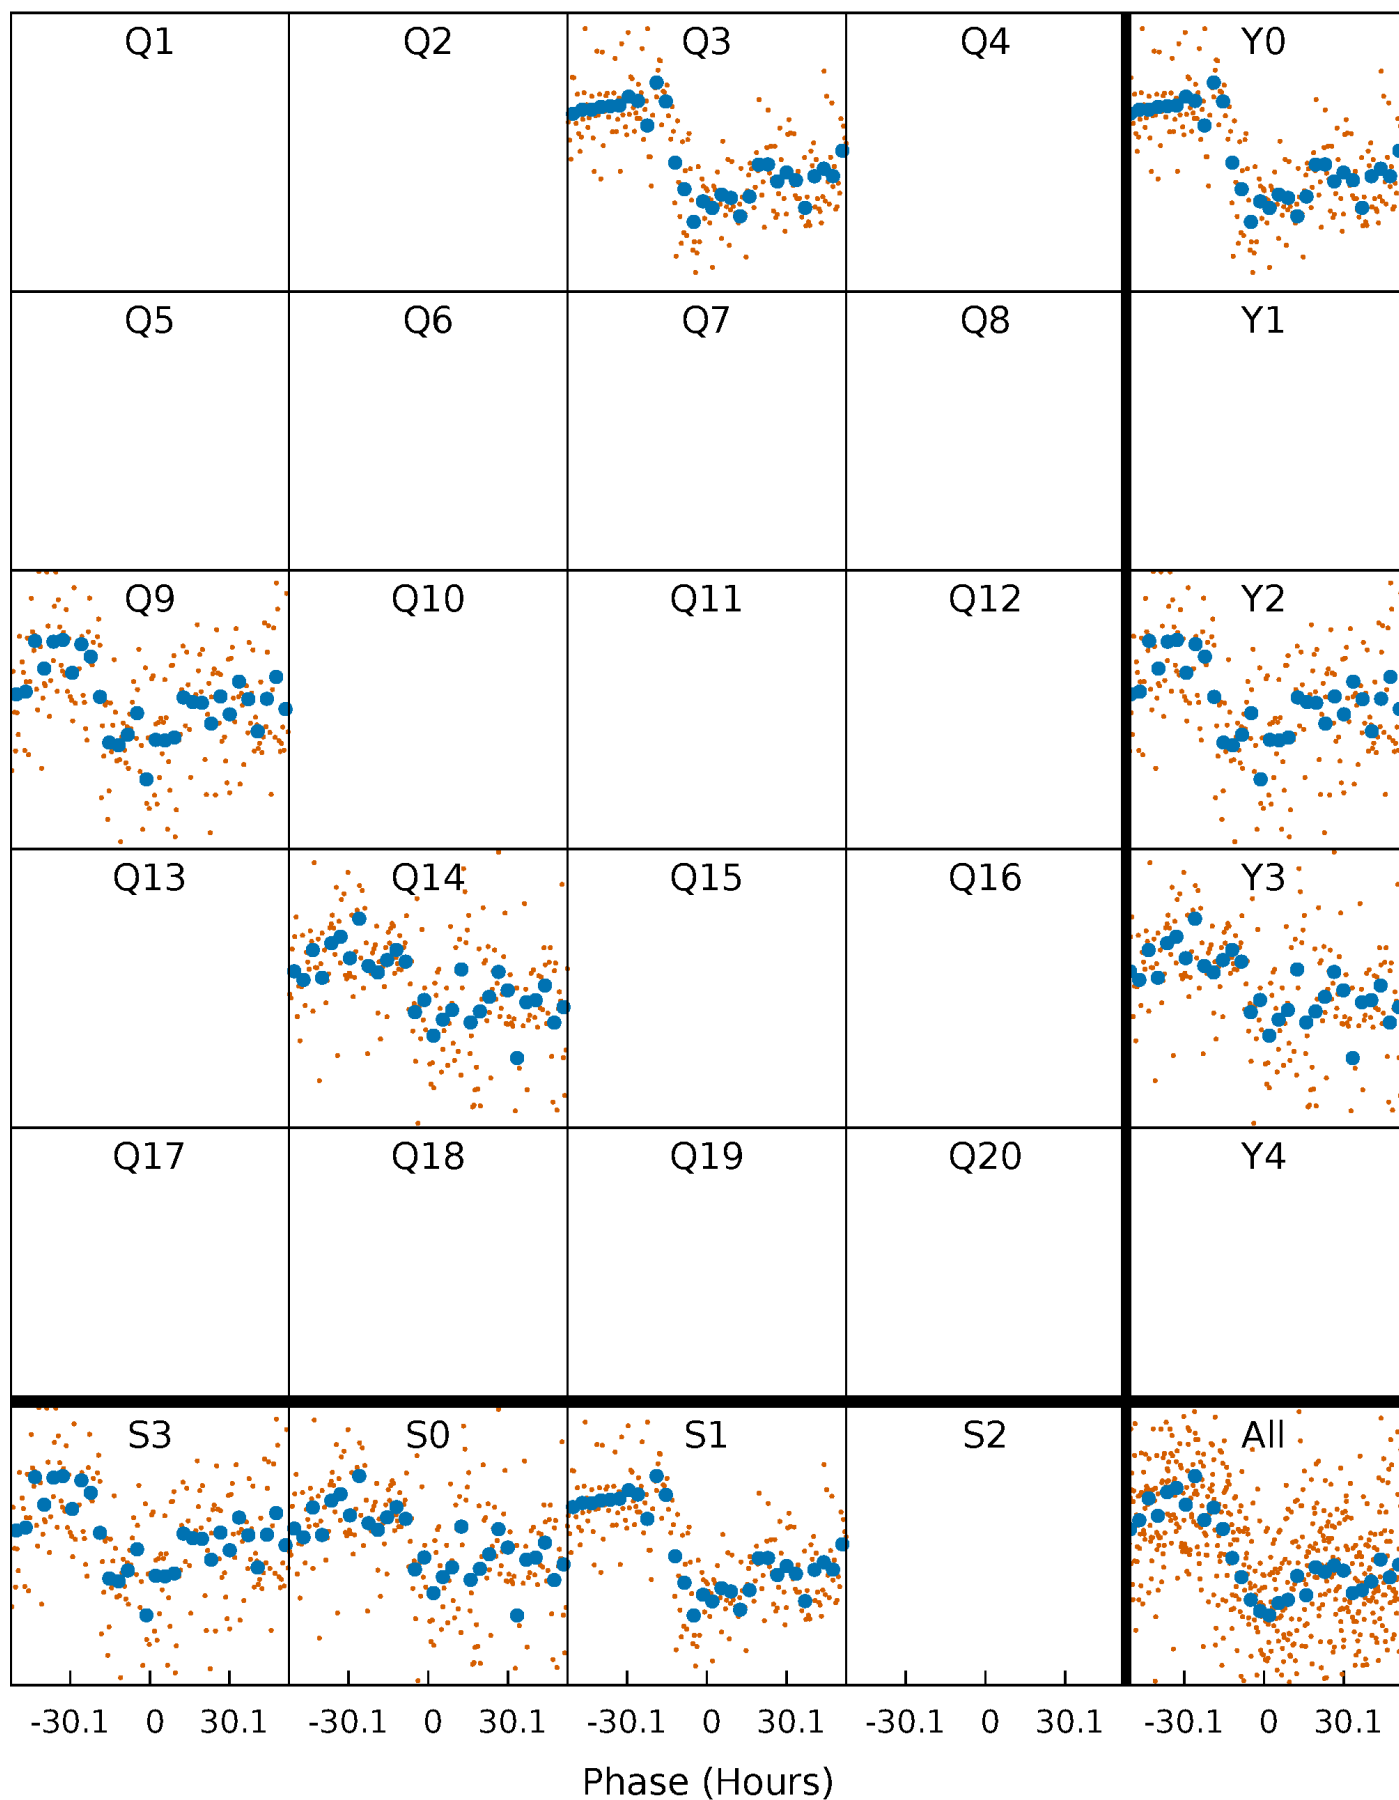 Q1 Q2 Q3 Q4 Y0
Q5 Q6 Q7 Q8 Y1
Q9 Q10 Q11 Q12 Y2
Q13 Q14 Q15 Q16 Y3
Q17 Q18 Q19 Q20 Y4
S3 S0 S1 S2 All
-30.1 0 30.1 -30.1 0 30.1 -30.1 0 30.1 -30.1 0 30.1 -30.1 0 30.1
Phase (Hours)